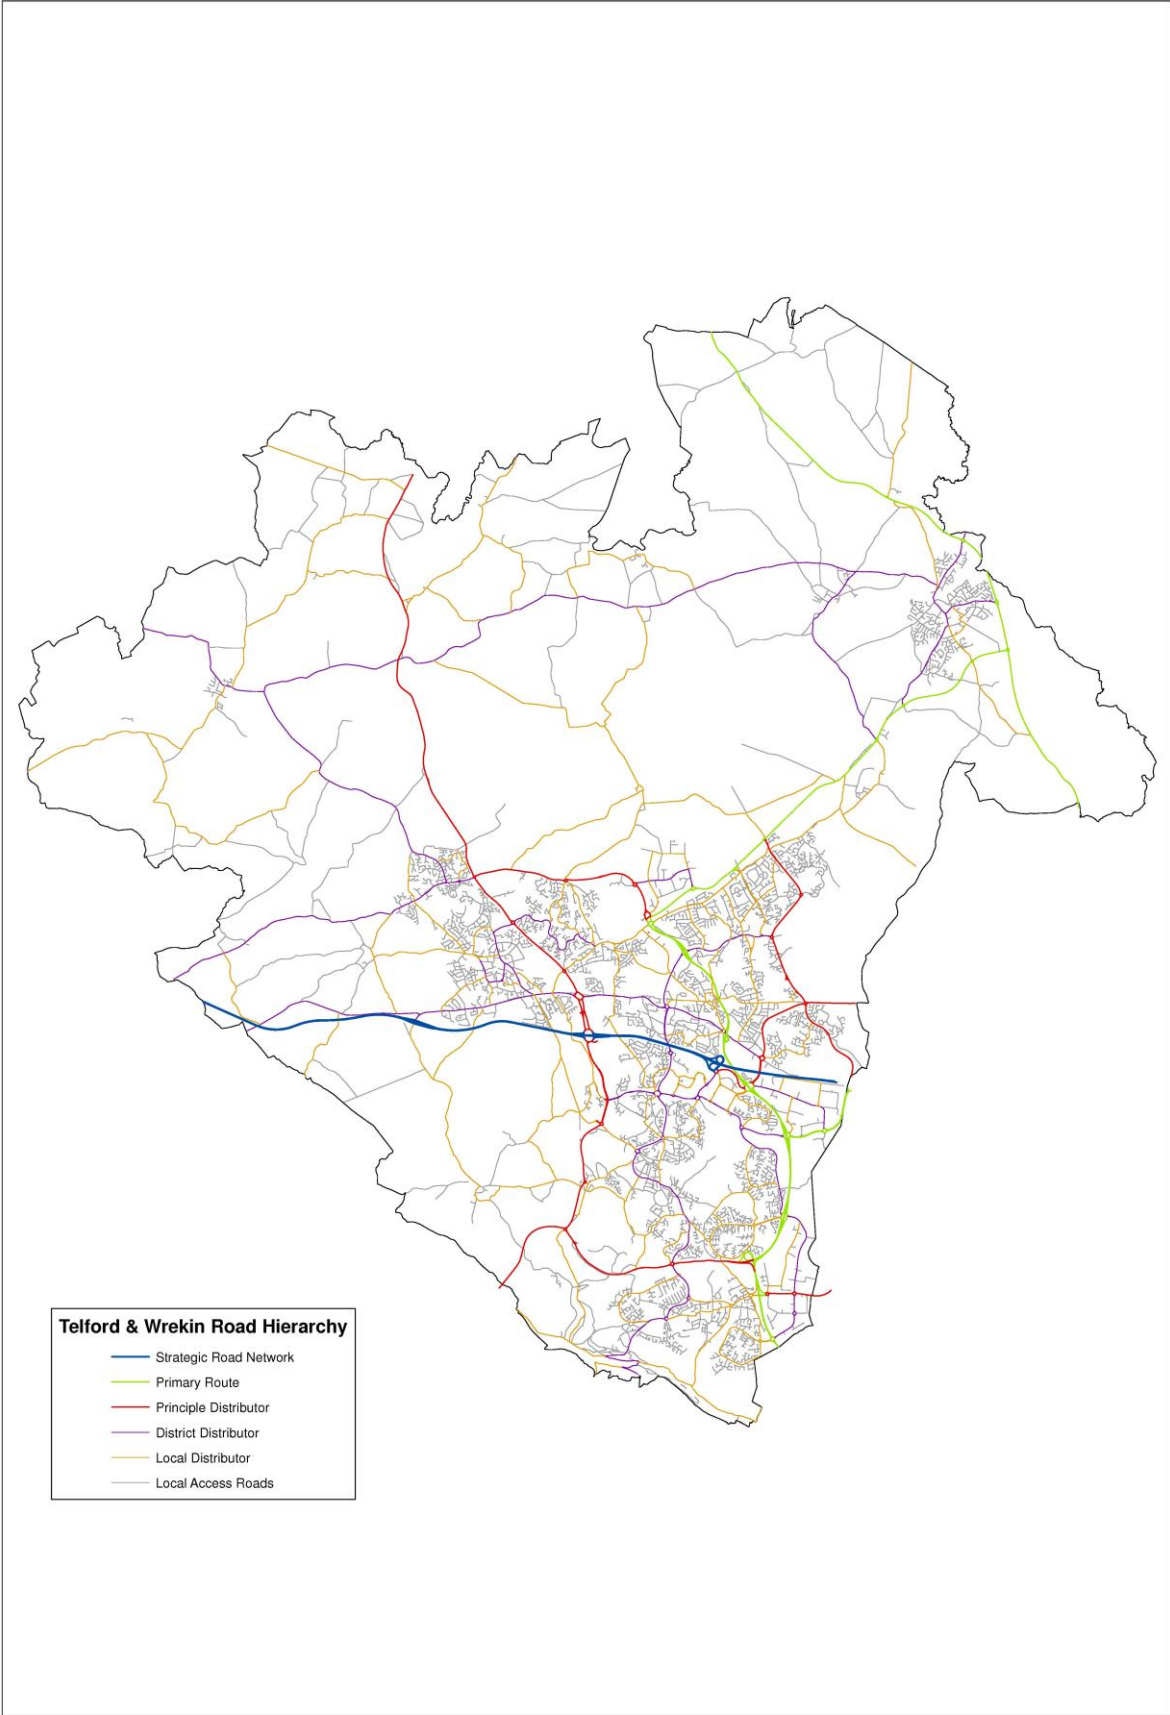 Telford & Wrekin Road Hierarchy
Strategic Road Network
Primary Route
Principle Distributor
District Distributor
Local Distributor
Local Access Roads